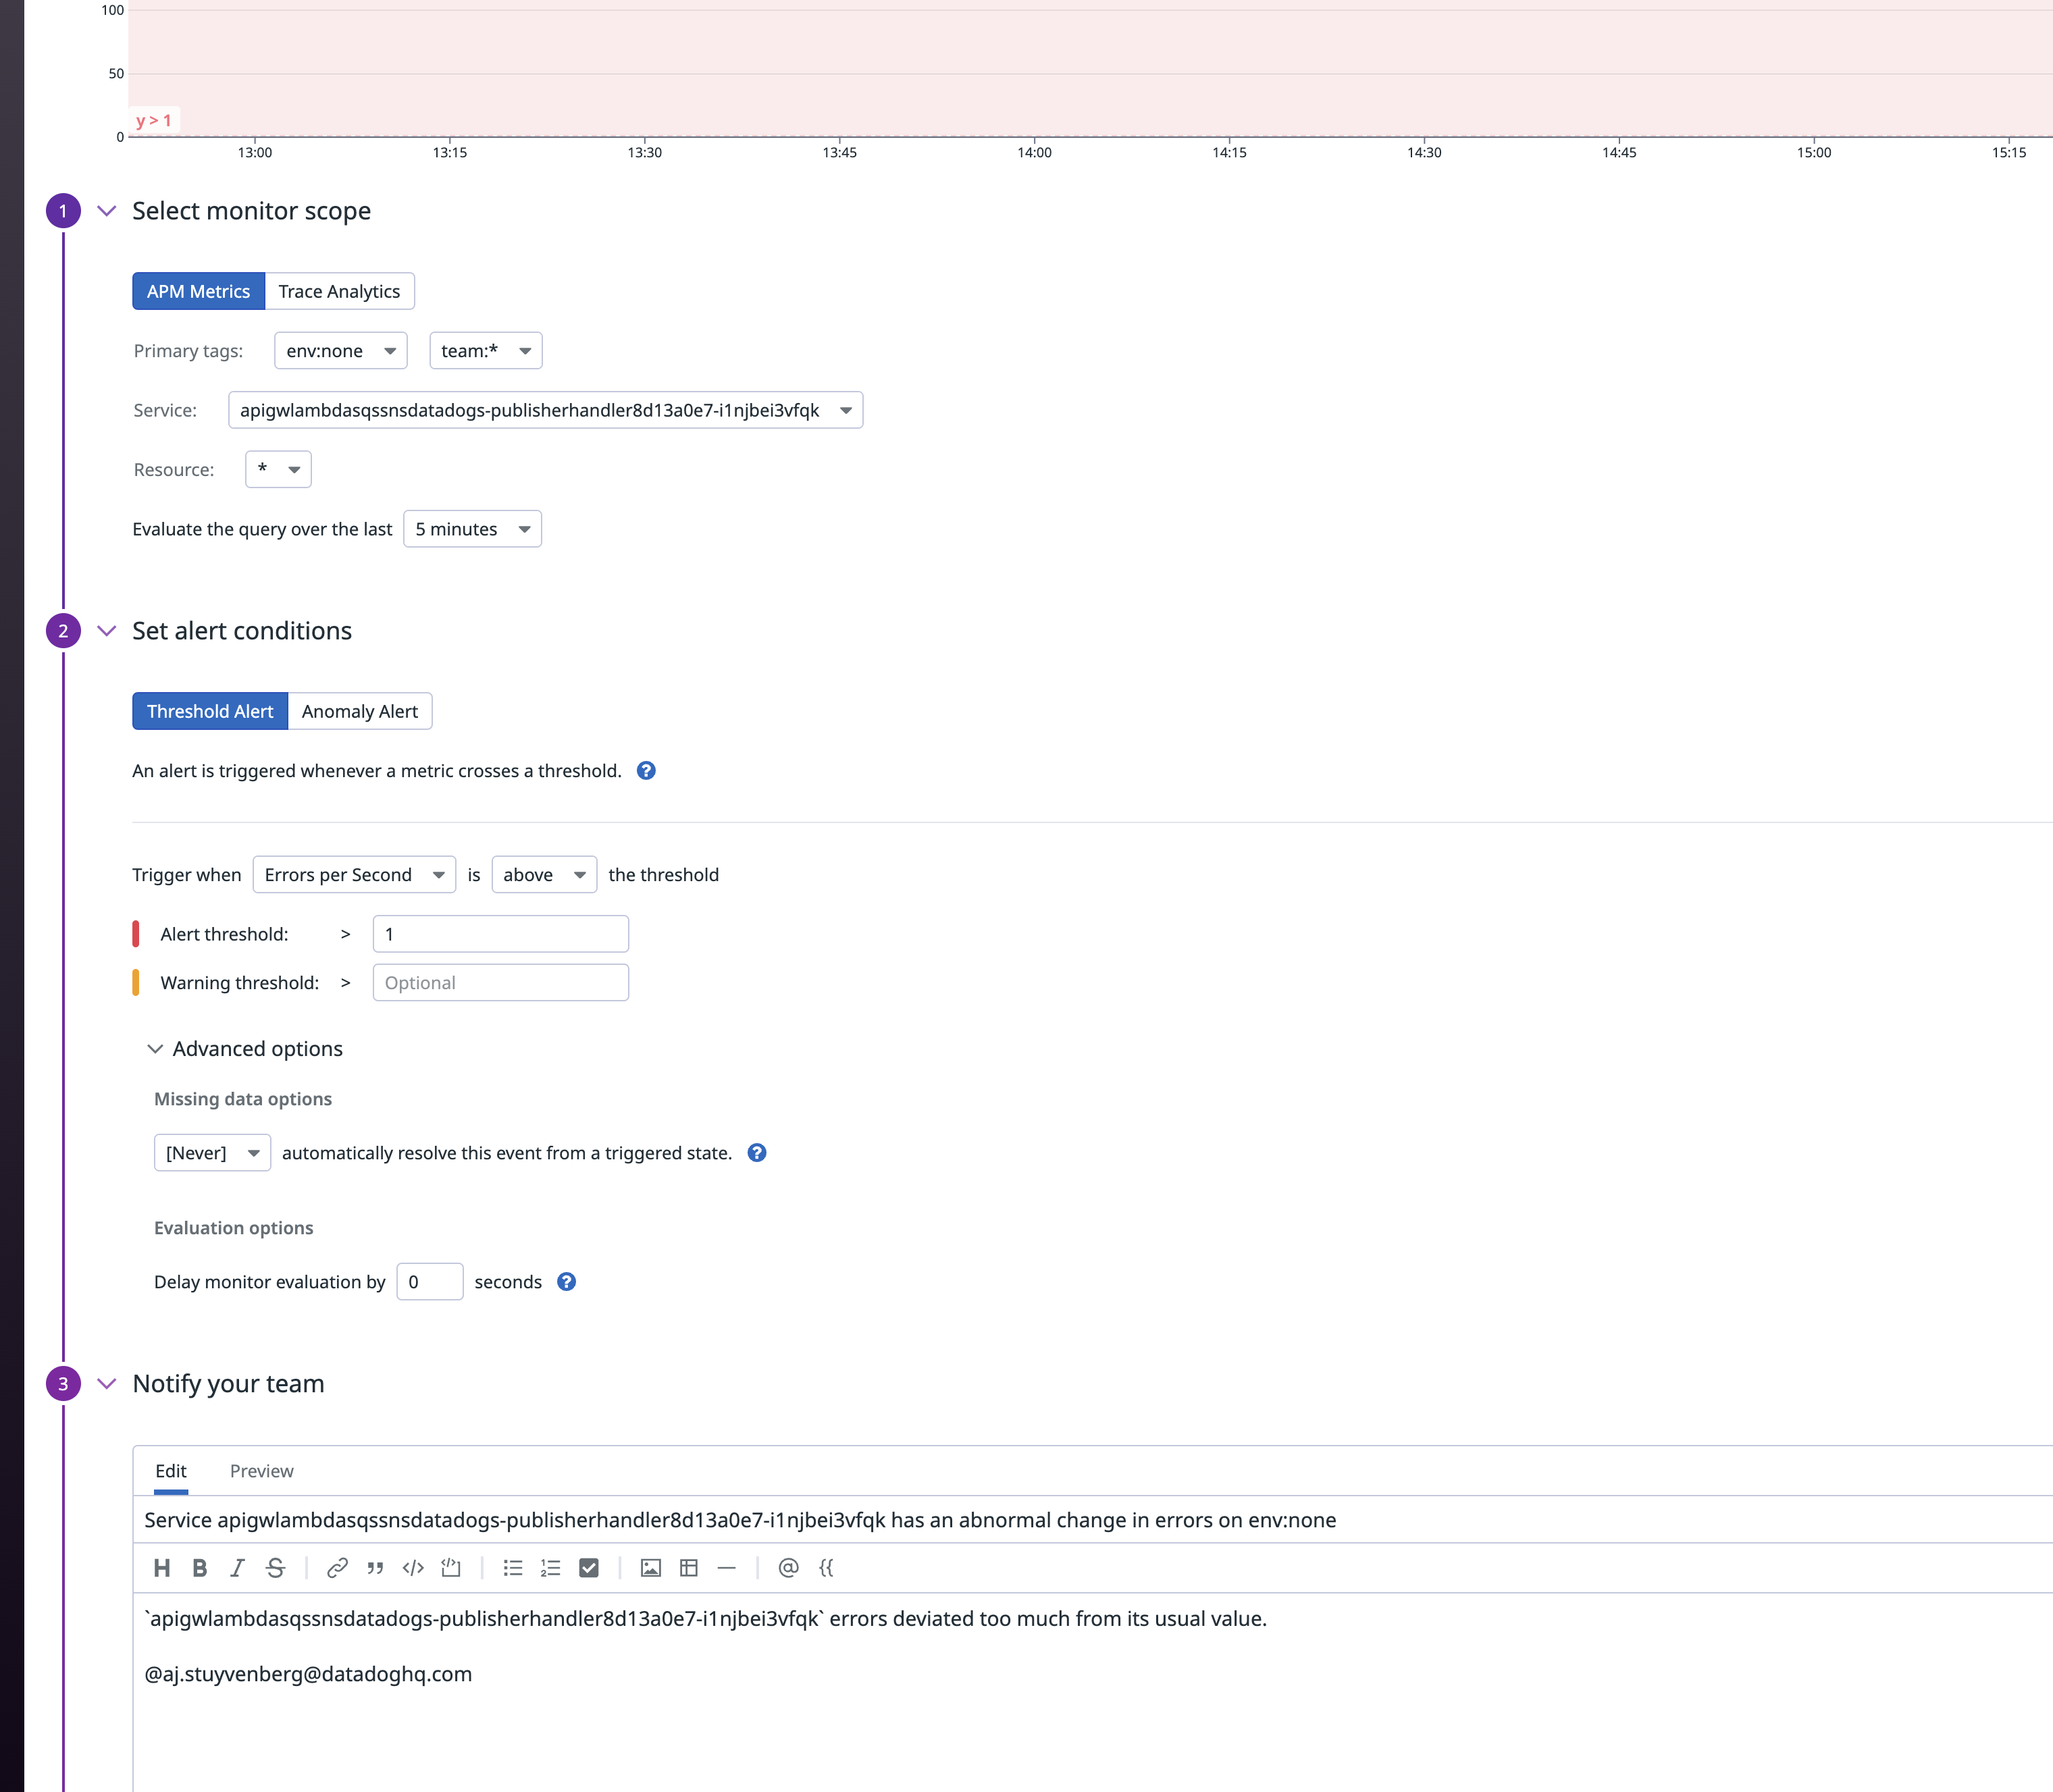 100
50
y > 1
0
13:00 13:15 13:30 13:45 14:00 14:15 14:30 14:45 15:00 15:15
1 Select monitor scope
APM Metrics Trace Analytics
Primary tags: env:none team:*
Service: apigwlambdasqssnsdatadogs-publisherhandler8d13a0e7-i1njbei3vfqk
Resource: *
Evaluate the query over the last 5 minutes
2 Set alert conditions
Threshold Alert Anomaly Alert
An alert is triggered whenever a metric crosses a threshold. ?
Trigger when Errors per Second is above the threshold
Alert threshold: > 1
Warning threshold: > Optional
Advanced options
Missing data options
[Never] automatically resolve this event from a triggered state. ?
Evaluation options
Delay monitor evaluation by 0 seconds ?
3 Notify your team
Edit Preview
Service apigwlambdasqssnsdatadogs-publisherhandler8d13a0e7-i1njbei3vfqk has an abnormal change in errors on env:none
H B I S @ {{
`apigwlambdasqssnsdatadogs-publisherhandler8d13a0e7-i1njbei3vfqk` errors deviated too much from its usual value.
@aj.stuyvenberg@datadoghq.com